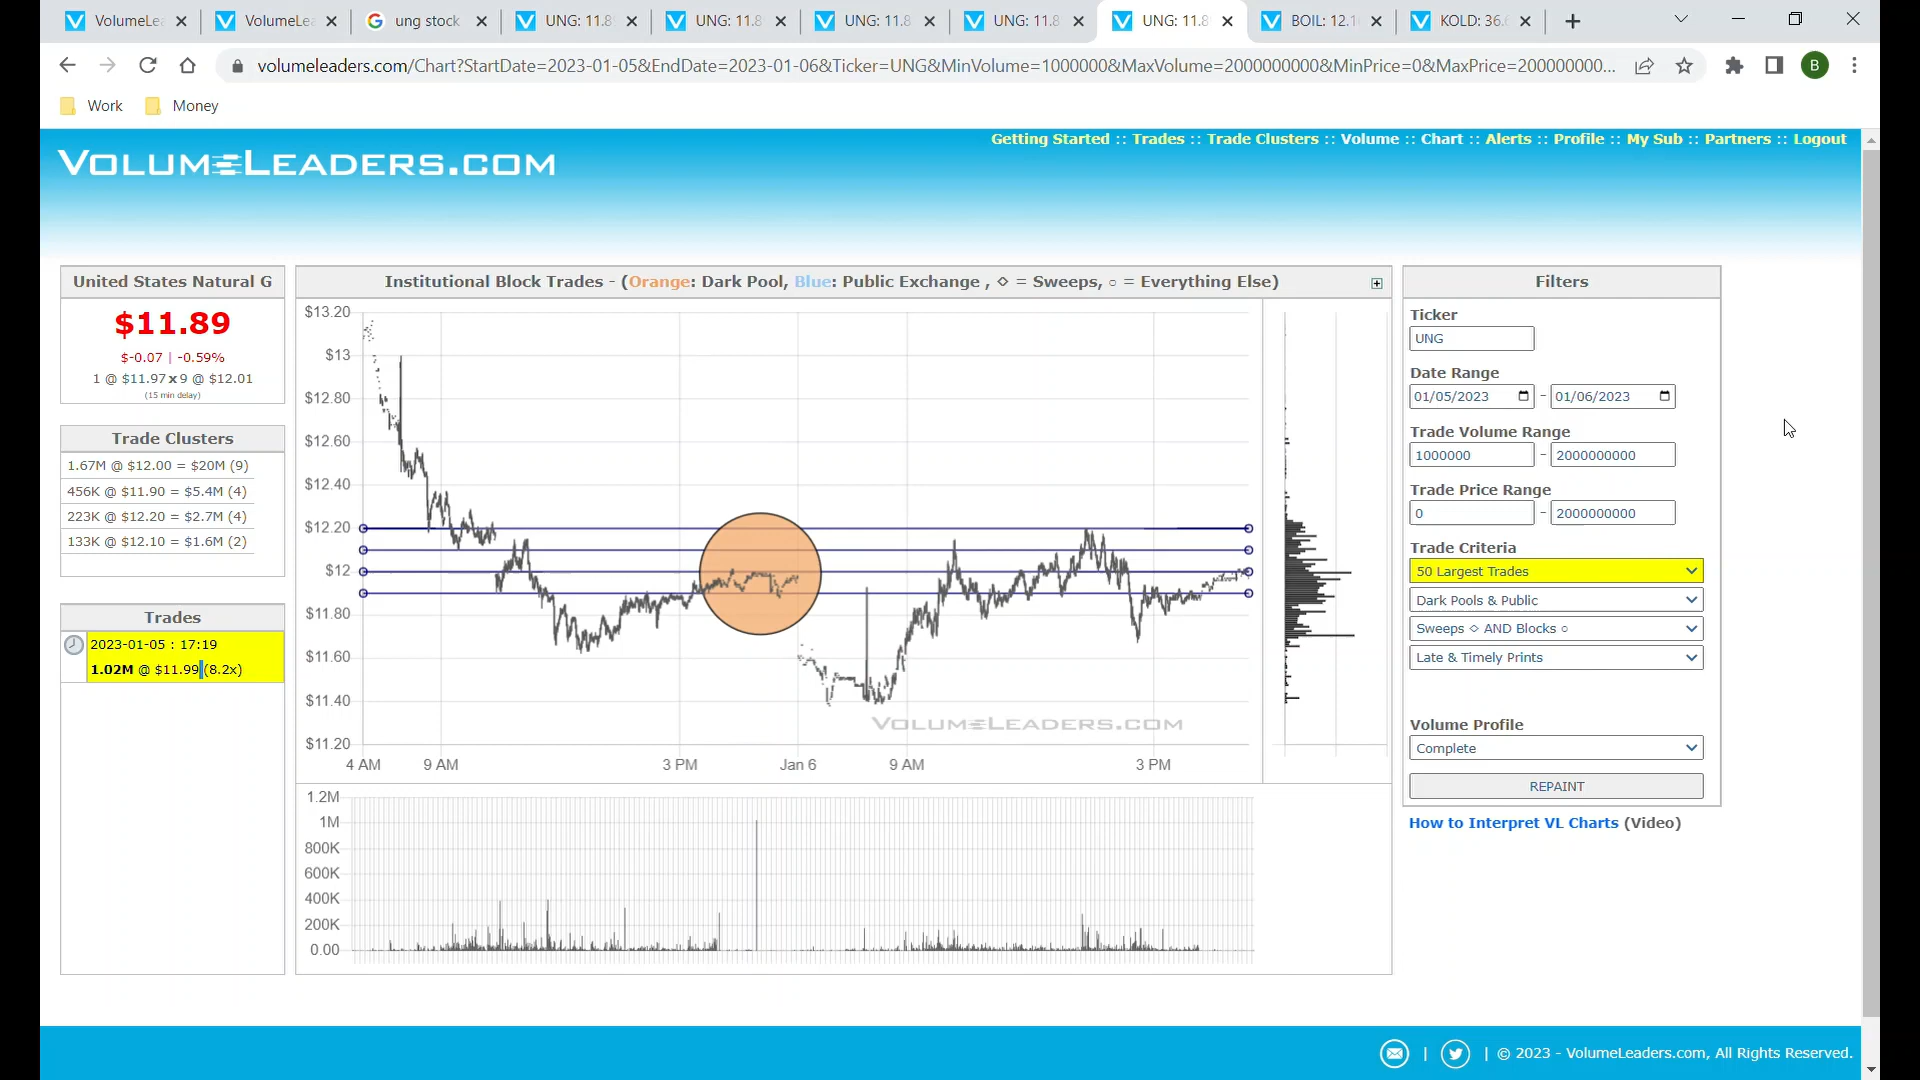 VolumeLea
VolumeLea
ung stock
UNG: 11.8
UNG: 11.8
UNG: 11.8
UNG: 11.8
UNG: 11.8
BOIL: 12.1
KOLD: 36.6
volumeleaders.com/Chart?StartDate=2023-01-05&EndDate=2023-01-06&Ticker=UNG&MinVolume=1000000&MaxVolume=2000000000&MinPrice=0&MaxPrice=200000000...
B
Work
Money
Getting Started :: Trades :: Trade Clusters :: Volume :: Chart :: Alerts :: Profile :: My Sub :: Partners :: Logout
VOLUMELEADERS.COM
United States Natural G
$11.89
$-0.07 | -0.59%
1 @ $11.97 x 9 @ $12.01
(15 min delay)
Trade Clusters
1.67M @ $12.00 = $20M (9)
456K @ $11.90 = $5.4M (4)
223K @ $12.20 = $2.7M (4)
133K @ $12.10 = $1.6M (2)
Trades
2023-01-05 : 17:19
1.02M @ $11.99 (8.2x)
Institutional Block Trades - (Orange: Dark Pool, Blue: Public Exchange , ◇ = Sweeps, ○ = Everything Else)
$13.20
$13
$12.80
$12.60
$12.40
$12.20
$12
$11.80
$11.60
$11.40
$11.20
VOLUMELEADERS.COM
4 AM
9 AM
3 PM
Jan 6
9 AM
3 PM
1.2M
1M
800K
600K
400K
200K
0.00
Filters
Ticker
UNG
Date Range
01/05/2023 - 01/06/2023
Trade Volume Range
1000000 - 2000000000
Trade Price Range
0 - 2000000000
Trade Criteria
50 Largest Trades
Dark Pools & Public
Sweeps ◇ AND Blocks ○
Late & Timely Prints
Volume Profile
Complete
REPAINT
How to Interpret VL Charts (Video)
| | © 2023 - VolumeLeaders.com, All Rights Reserved.